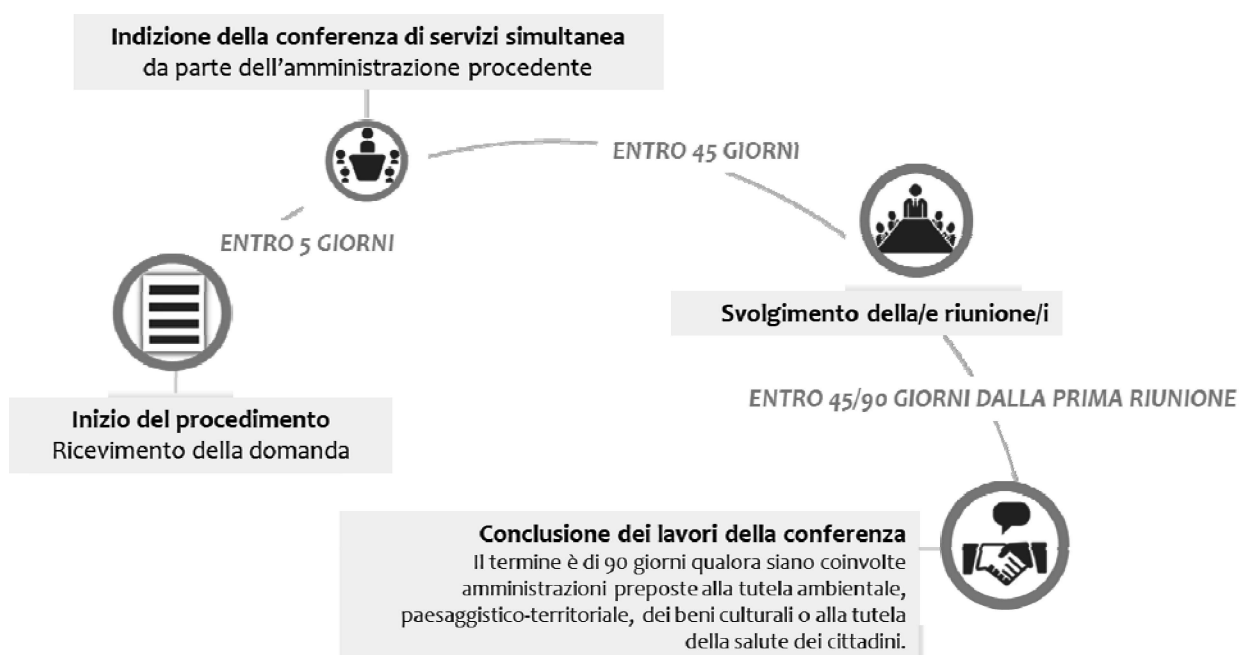 Indizione della conferenza di servizi simultanea
da parte dell'amministrazione procedente
ENTRO 45 GIORNI
ENTRO 5 GIORNI
Svolgimento della/e riunione/i
Inizio del procedimento
Ricevimento della domanda
ENTRO 45/90 GIORNI DALLA PRIMA RIUNIONE
Conclusione dei lavori della conferenza
Il termine è di 90 giorni qualora siano coinvolte
amministrazioni preposte alla tutela ambientale,
paesaggistico-territoriale, dei beni culturali o alla tutela
della salute dei cittadini.